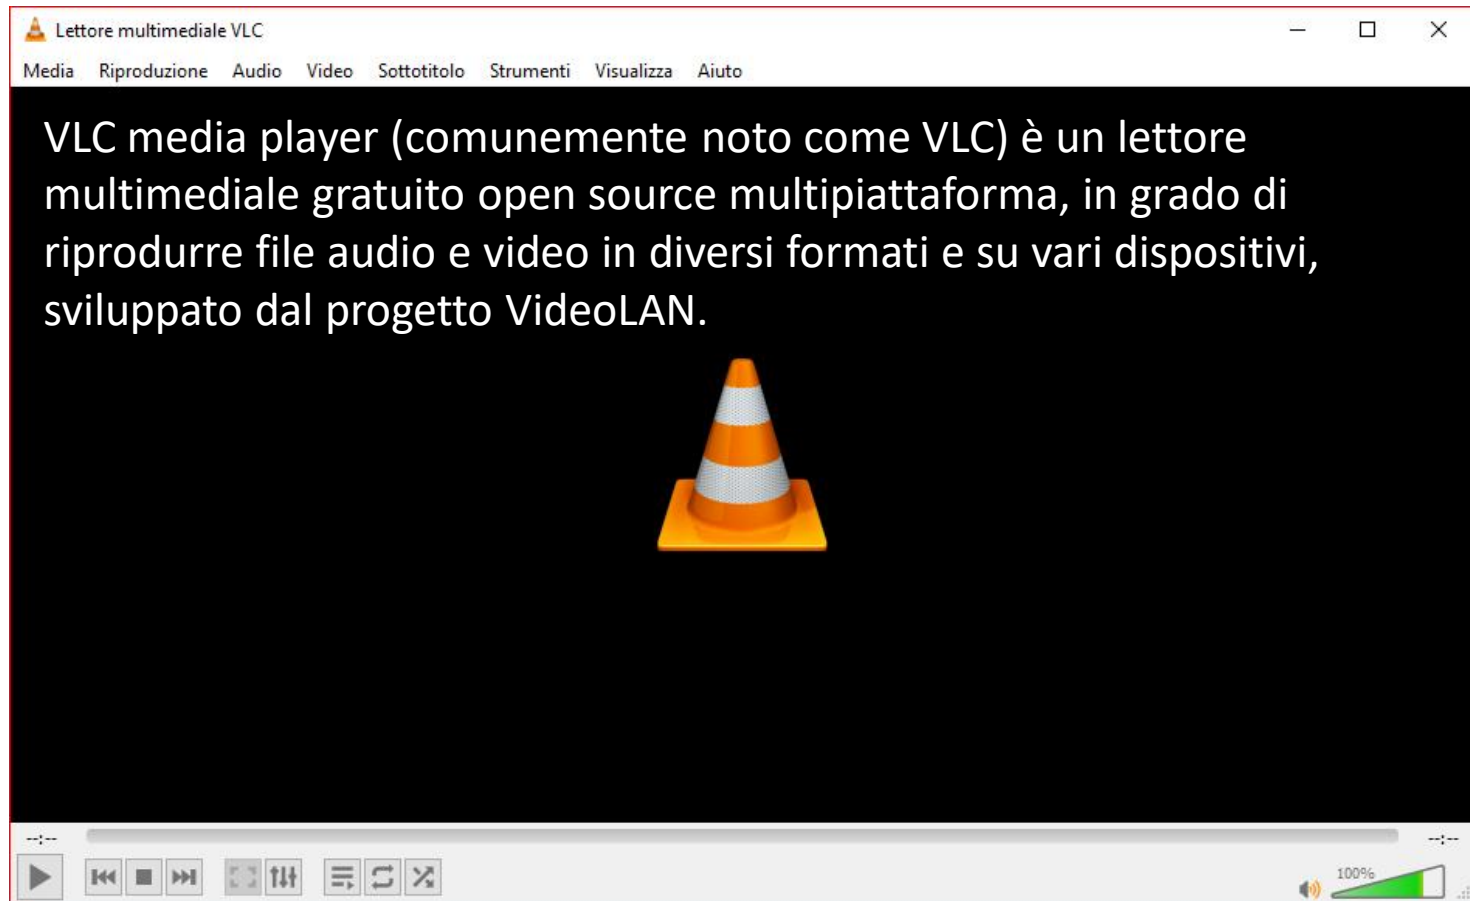 Lettore multimediale VLC
Media Riproduzione Audio Video Sottotitolo Strumenti Visualizza Aiuto
VLC media player (comunemente noto come VLC) è un lettore
multimediale gratuito open source multipiattaforma, in grado di
riprodurre file audio e video in diversi formati e su vari dispositivi,
sviluppato dal progetto VideoLAN.
--:-- --:--
100%